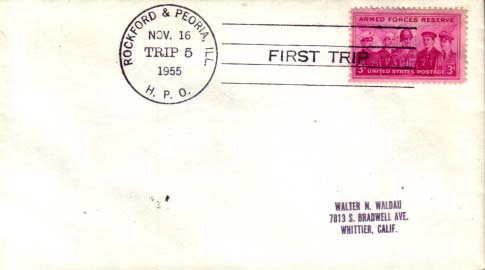 ROCKFORD & PEORIA, ILL.
NOV. 16
TRIP 5
1955
H. P. O.
FIRST TRIP
ARMED FORCES RESERVE
3¢ UNITED STATES POSTAGE 3¢
WALTER N. WALDAU
7813 S. BRADWELL AVE.
WHITTIER, CALIF.